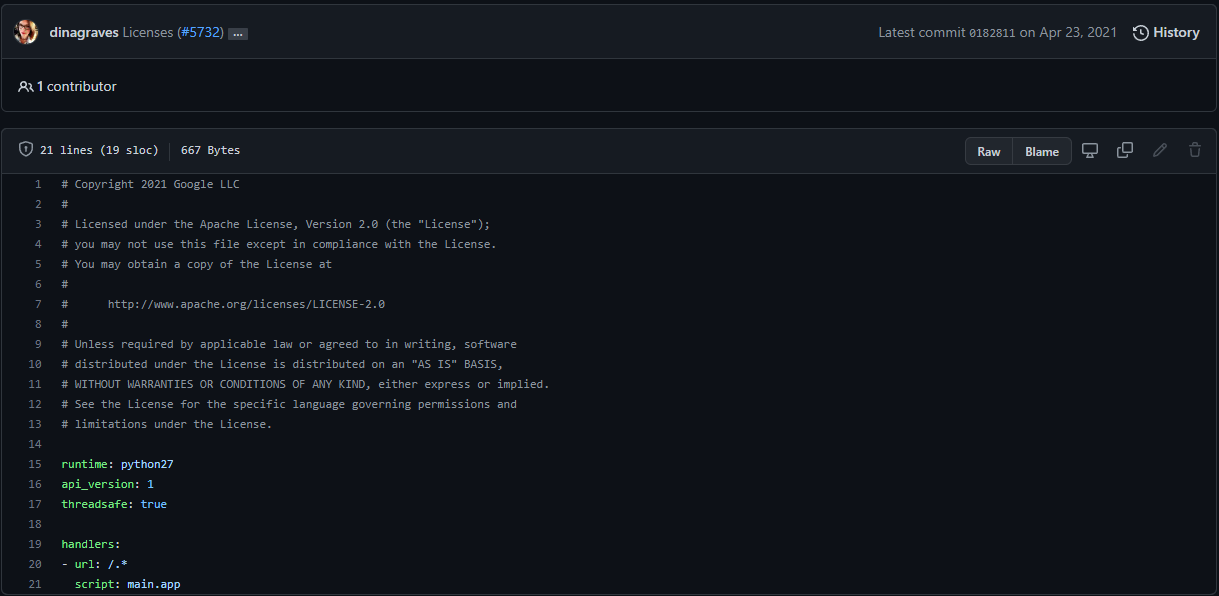 dinagraves Licenses (#5732) ... Latest commit 0182811 on Apr 23, 2021 History
1 contributor
21 lines (19 sloc) 667 Bytes Raw Blame
1 # Copyright 2021 Google LLC
2 #
3 # Licensed under the Apache License, Version 2.0 (the "License");
4 # you may not use this file except in compliance with the License.
5 # You may obtain a copy of the License at
6 #
7 #      http://www.apache.org/licenses/LICENSE-2.0
8 #
9 # Unless required by applicable law or agreed to in writing, software
10 # distributed under the License is distributed on an "AS IS" BASIS,
11 # WITHOUT WARRANTIES OR CONDITIONS OF ANY KIND, either express or implied.
12 # See the License for the specific language governing permissions and
13 # limitations under the License.
14
15 runtime: python27
16 api_version: 1
17 threadsafe: true
18
19 handlers:
20 - url: /.*
21   script: main.app